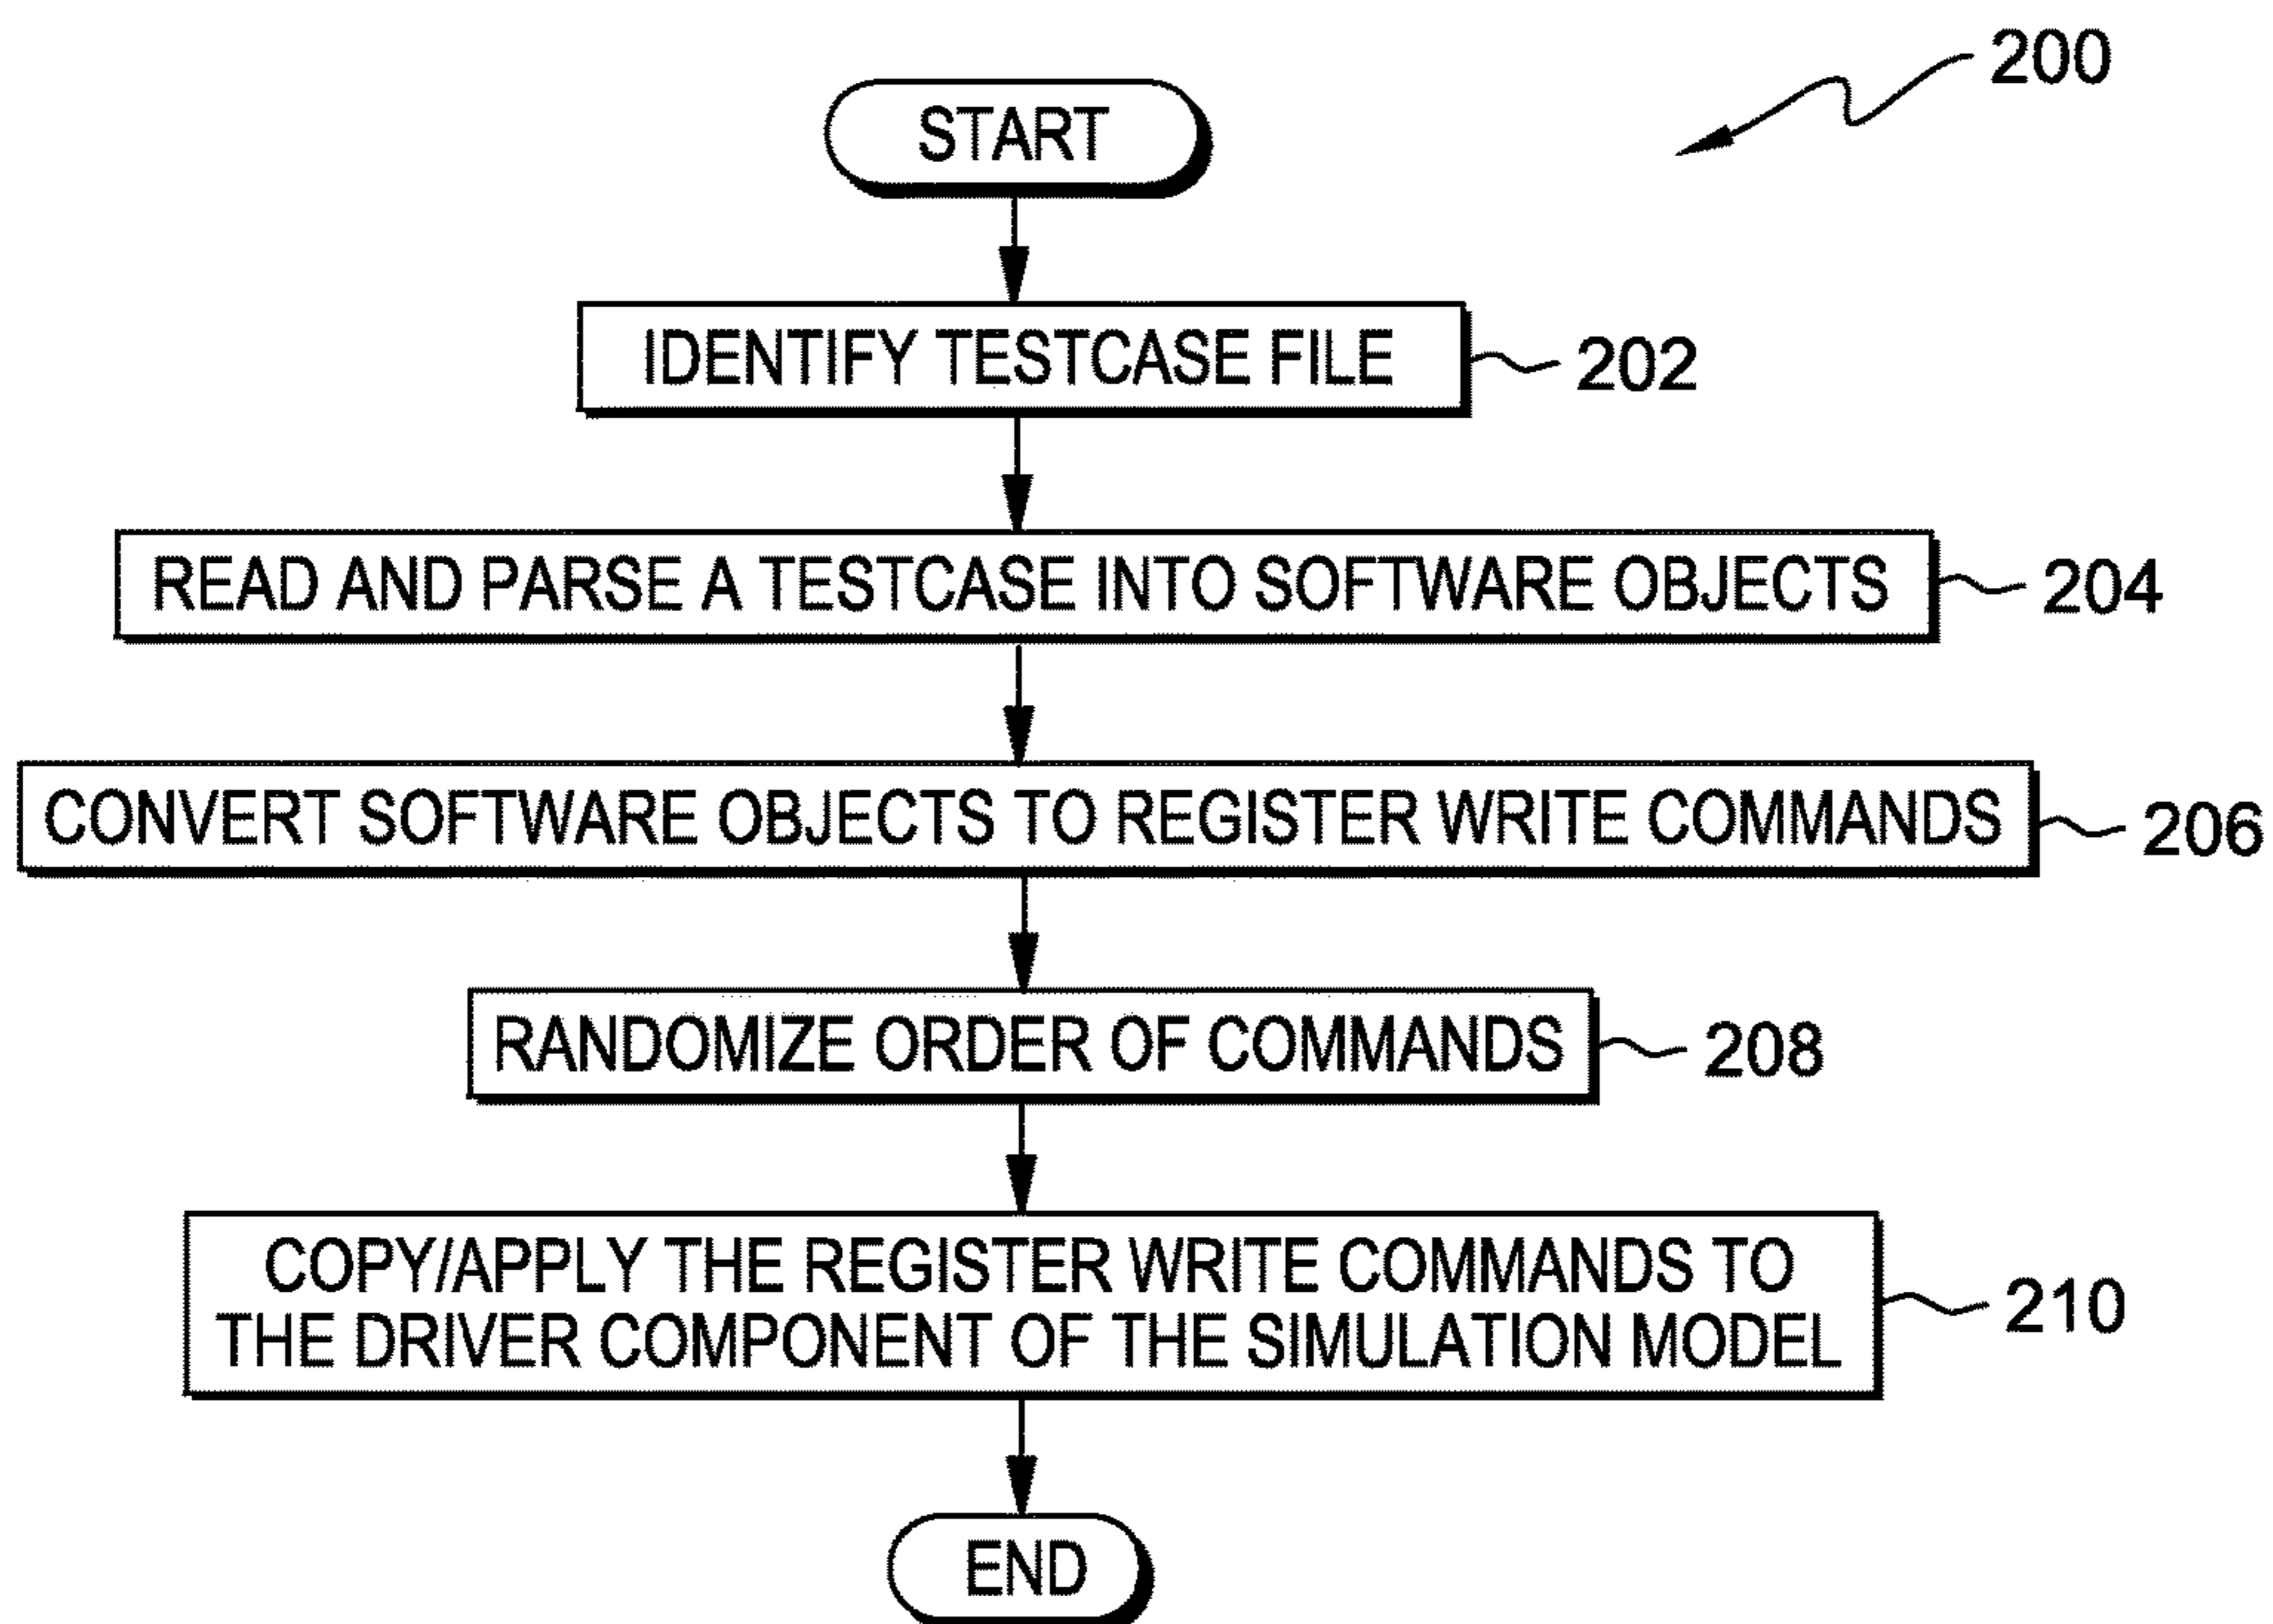 200
START
IDENTIFY TESTCASE FILE
202
READ AND PARSE A TESTCASE INTO SOFTWARE OBJECTS
204
CONVERT SOFTWARE OBJECTS TO REGISTER WRITE COMMANDS
206
RANDOMIZE ORDER OF COMMANDS
208
COPY/APPLY THE REGISTER WRITE COMMANDS TO
THE DRIVER COMPONENT OF THE SIMULATION MODEL
210
END